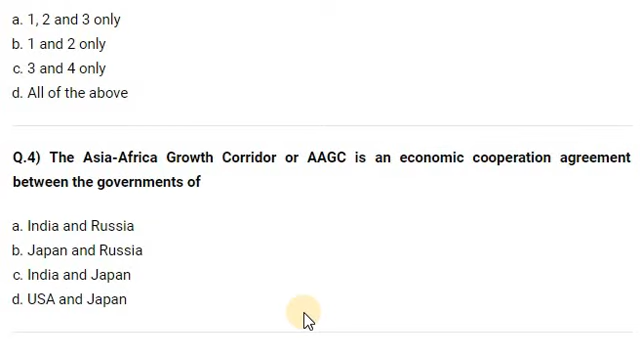 a. 1, 2 and 3 only
b. 1 and 2 only
c. 3 and 4 only
d. All of the above
Q.4) The Asia-Africa Growth Corridor or AAGC is an economic cooperation agreement
between the governments of
a. India and Russia
b. Japan and Russia
c. India and Japan
d. USA and Japan